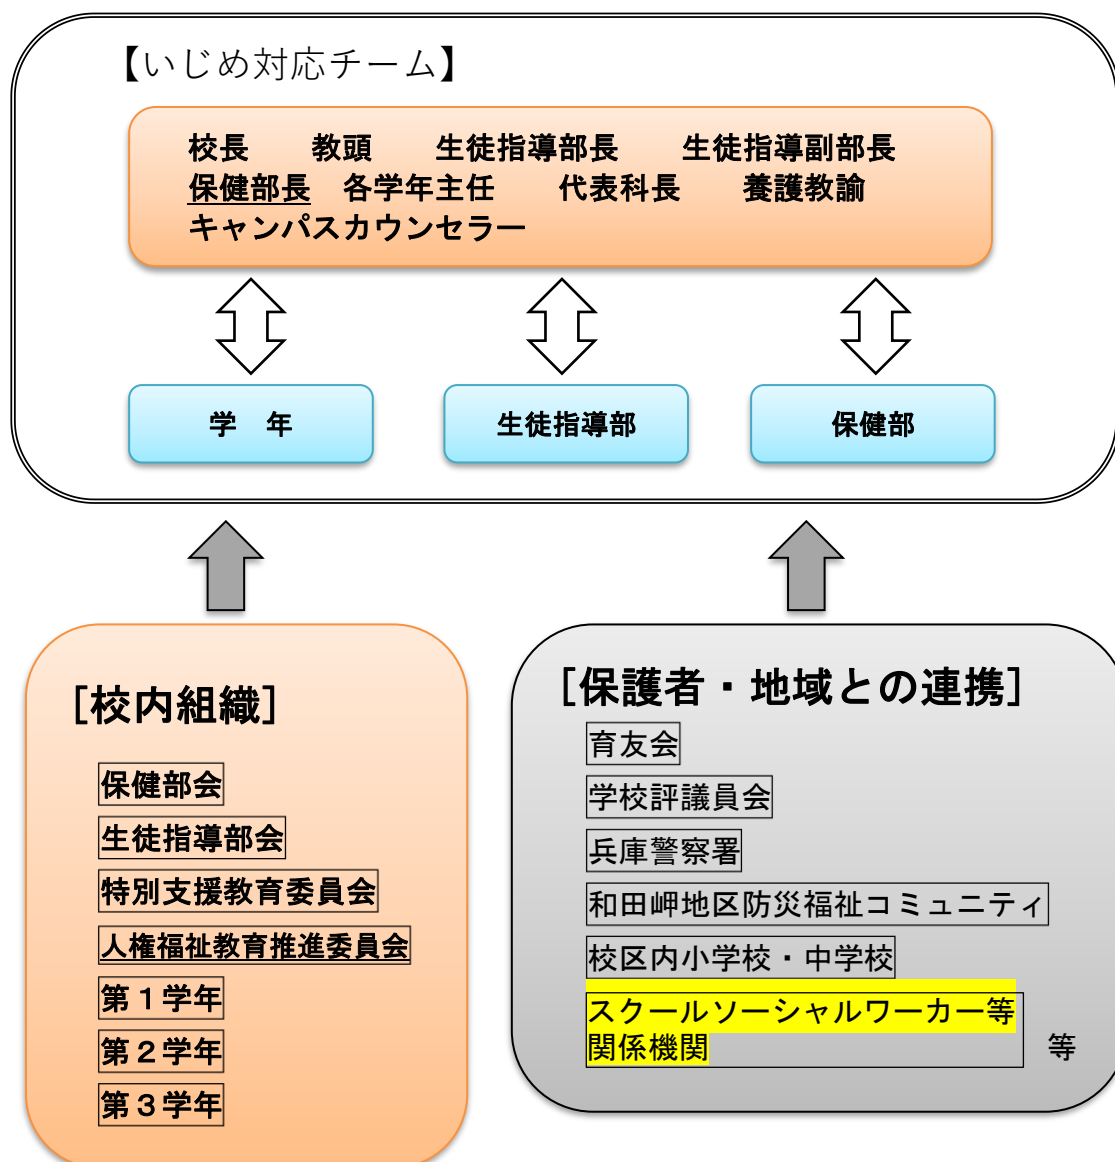 【いじめ対応チーム】
校長　教頭　生徒指導部長　生徒指導副部長
保健部長　各学年主任　代表科長　養護教諭
キャンパスカウンセラー
学　年
生徒指導部
保健部
［校内組織］
保健部会
生徒指導部会
特別支援教育委員会
人権福祉教育推進委員会
第１学年
第２学年
第３学年
［保護者・地域との連携］
育友会
学校評議員会
兵庫警察署
和田岬地区防災福祉コミュニティ
校区内小学校・中学校
スクールソーシャルワーカー等
関係機関　等